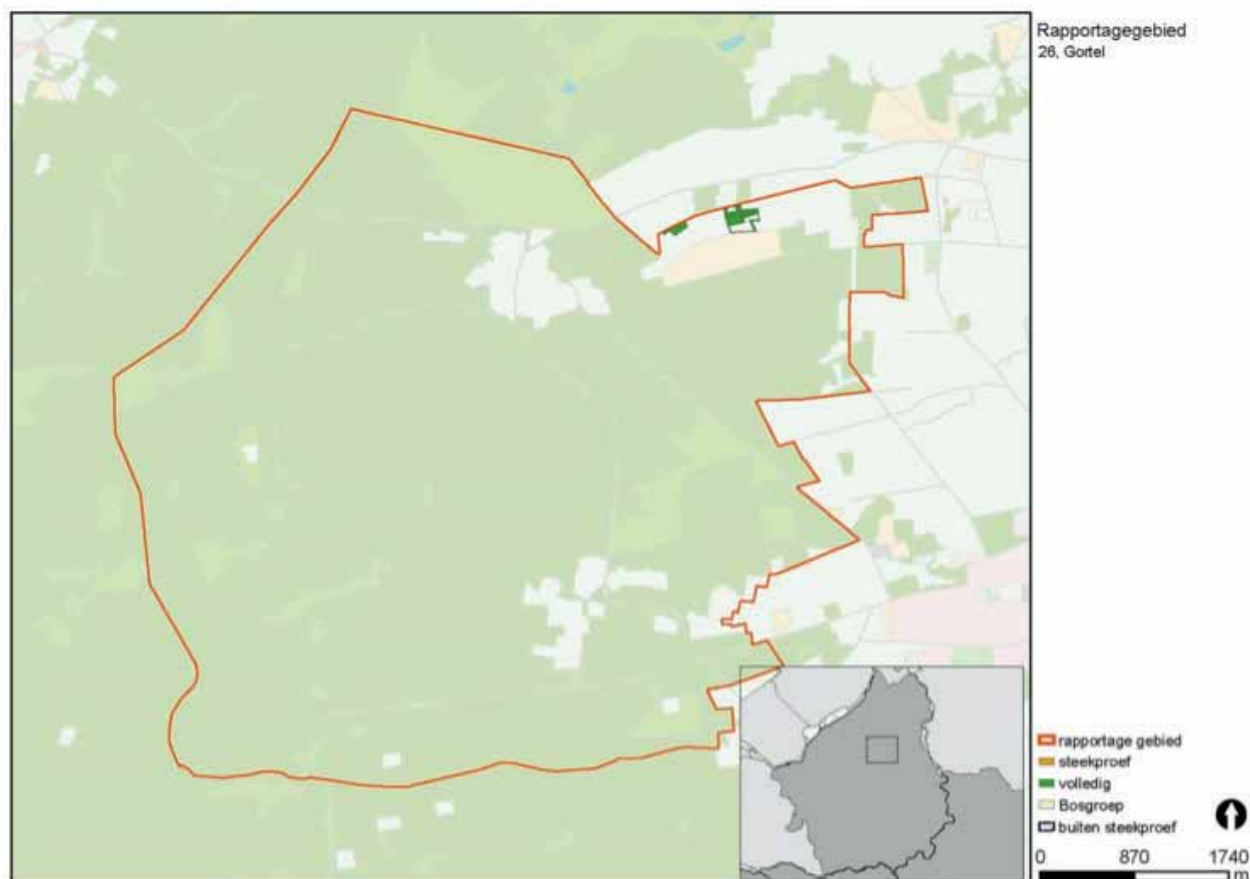 Rapportagegebied
26, Gortel
rapportage gebied
steekproef
volledig
Bosgroep
buiten steekproef
0 870 1740
m